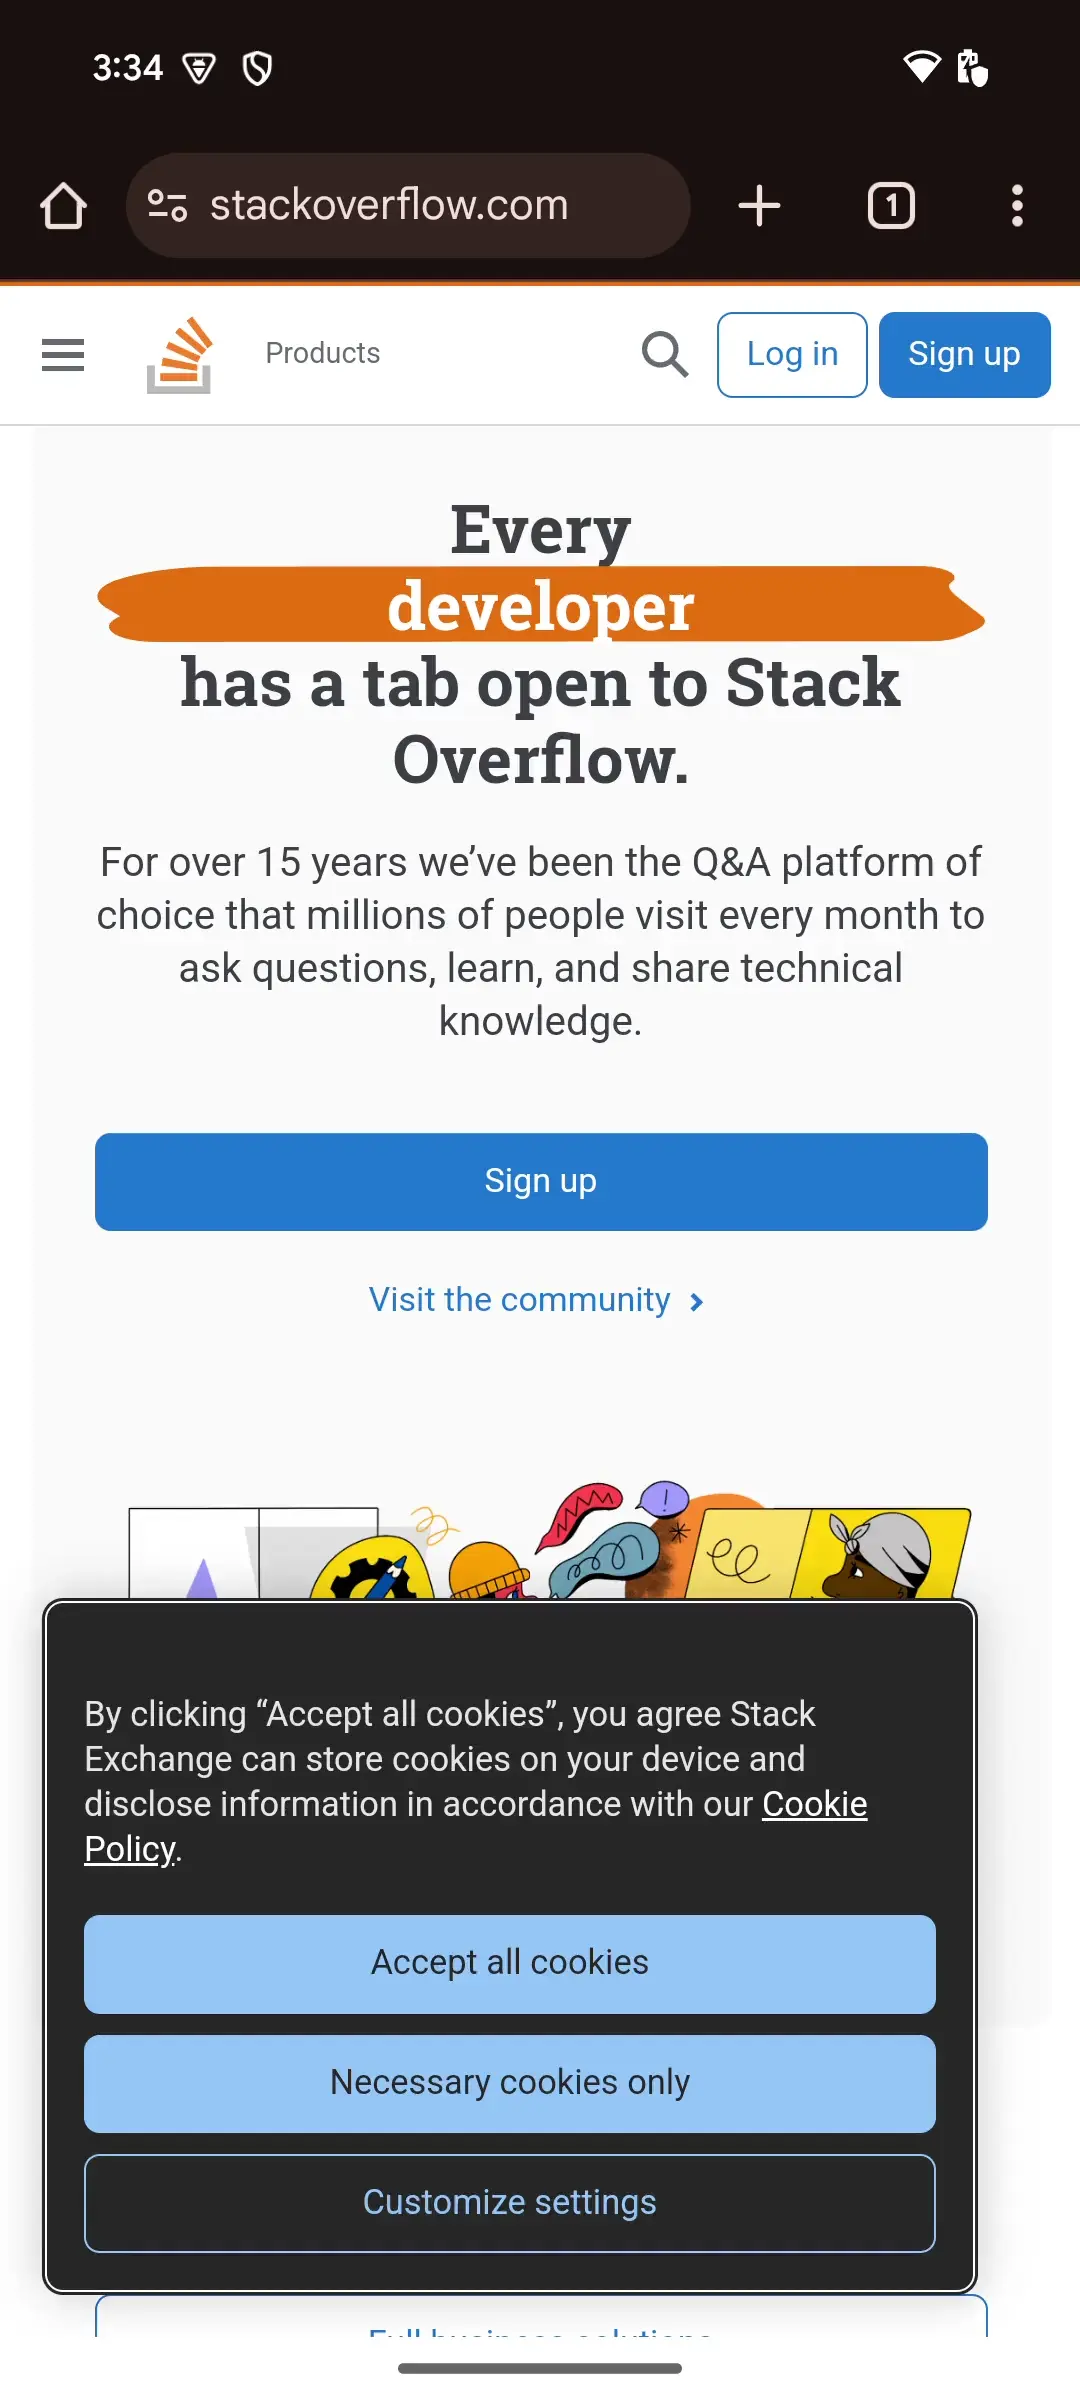 3:34
stackoverflow.com
1
Products
Log in
Sign up
Every
developer
has a tab open to Stack
Overflow.
For over 15 years we’ve been the Q&A platform of
choice that millions of people visit every month to
ask questions, learn, and share technical
knowledge.
Sign up
Visit the community
!
By clicking “Accept all cookies”, you agree Stack
Exchange can store cookies on your device and
disclose information in accordance with our Cookie
Policy.
Accept all cookies
Necessary cookies only
Customize settings
Full business solutions